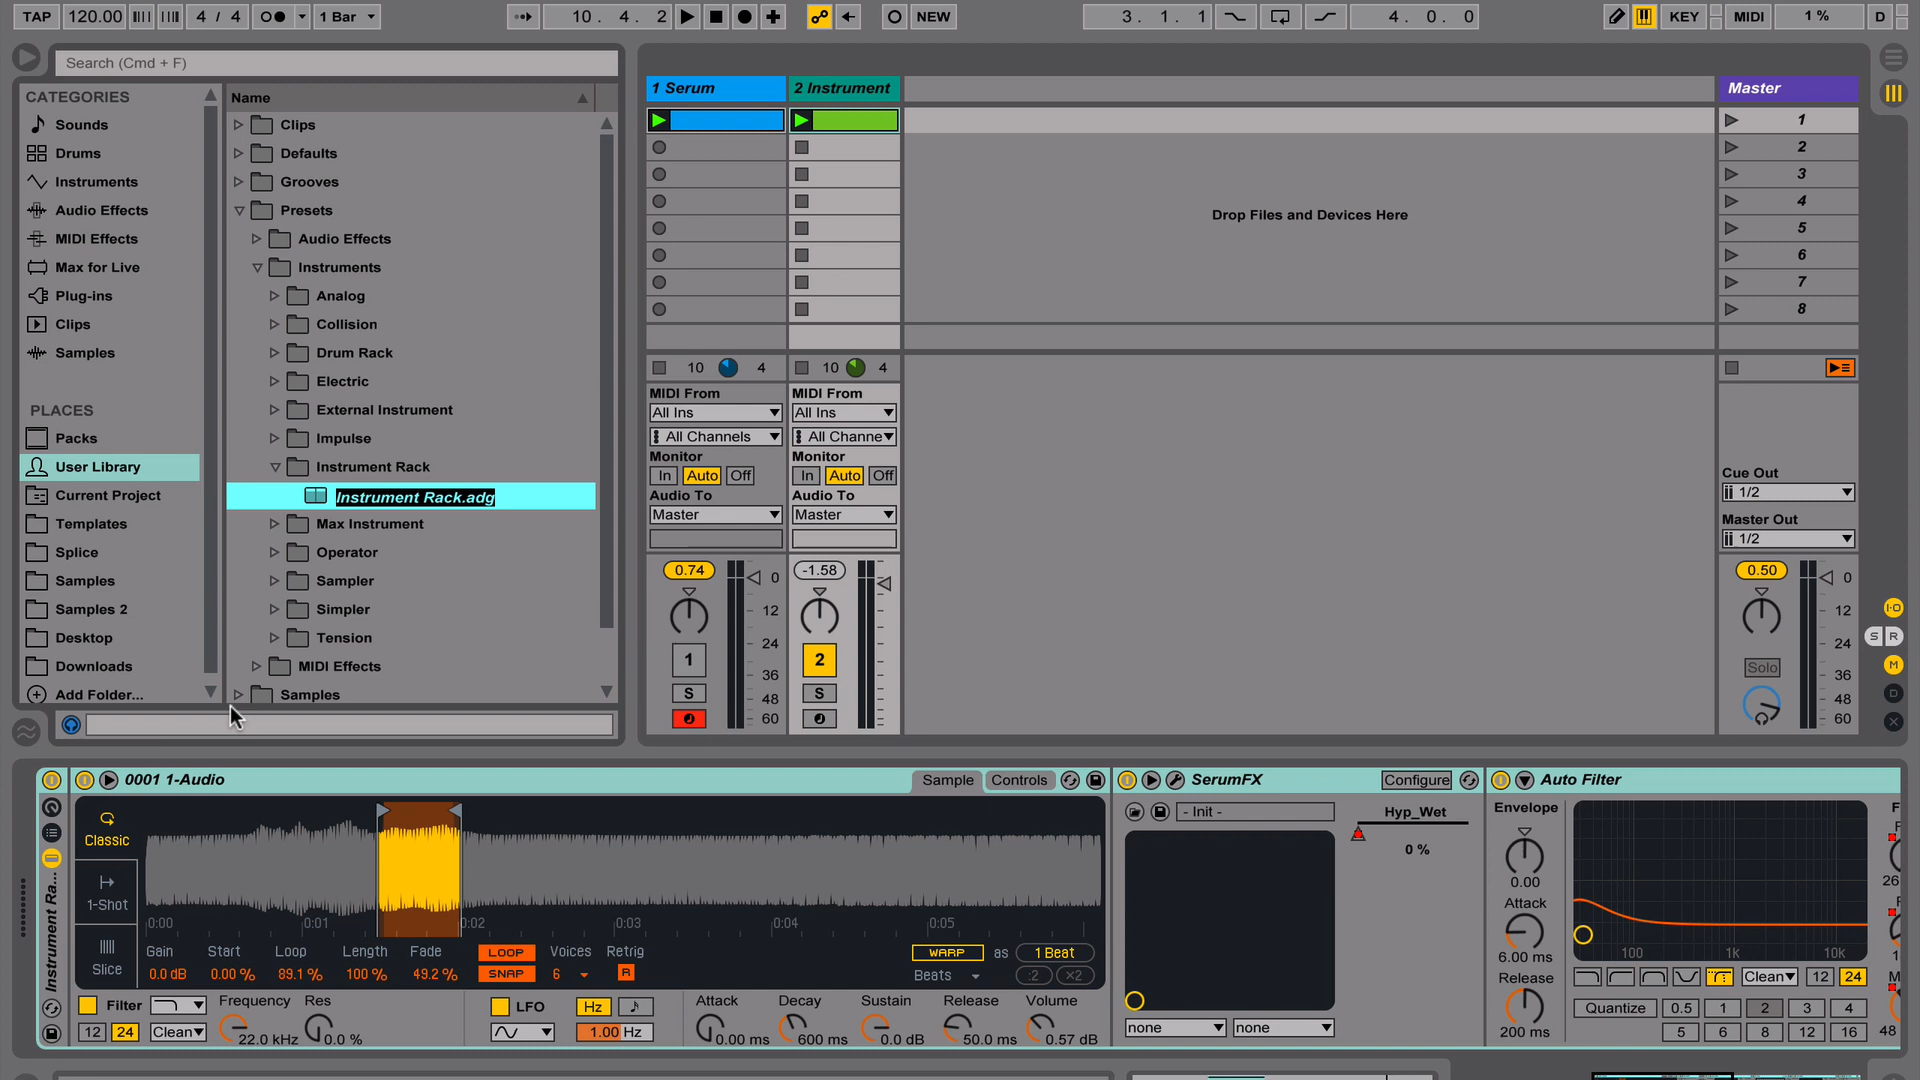 TAP 120.00 4 / 4 1 Bar 10 . 4 . 2 NEW 3 . 1 . 1 4 . 0 . 0 KEY MIDI 1 % D
Search (Cmd + F)
CATEGORIES
Sounds
Drums
Instruments
Audio Effects
MIDI Effects
Max for Live
Plug-ins
Clips
Samples
PLACES
Packs
User Library
Current Project
Templates
Splice
Samples
Samples 2
Desktop
Downloads
Add Folder...
Name
Clips
Defaults
Grooves
Presets
Audio Effects
Instruments
Analog
Collision
Drum Rack
Electric
External Instrument
Impulse
Instrument Rack
Instrument Rack.adg
Max Instrument
Operator
Sampler
Simpler
Tension
MIDI Effects
Samples
1 Serum 2 Instrument Master
Drop Files and Devices Here
1
2
3
4
5
6
7
8
10 4 10 4
MIDI From MIDI From
All Ins All Ins
All Channels All Channe
Monitor Monitor
In Auto Off In Auto Off
Audio To Audio To
Master Master
Cue Out
1/2
Master Out
1/2
0.74 -1.58 0.50
0 0
12 12
24 24
36 36
48 48
60 60
1 2 Solo
S S
I-O
S R
M
D
X
Instrument Ra...
0001 1-Audio Sample Controls
Classic
1-Shot
Slice
0:00 0:01 0:02 0:03 0:04 0:05
Gain Start Loop Length Fade LOOP Voices Retrig WARP as 1 Beat
0.0 dB 0.00 % 89.1 % 100 % 49.2 % SNAP 6 R Beats :2 ×2
Filter Frequency Res LFO Hz Attack Decay Sustain Release Volume
12 24 Clean 22.0 kHz 0.0 % 1.00 Hz 0.00 ms 600 ms 0.0 dB 50.0 ms 0.57 dB
SerumFX Configure
- Init - Hyp_Wet
0 %
none none
Auto Filter
Envelope
0.00
Attack
6.00 ms
Release
200 ms
100 1k 10k
Clean 12 24
Quantize 0.5 1 2 3 4
5 6 8 12 16
26
48